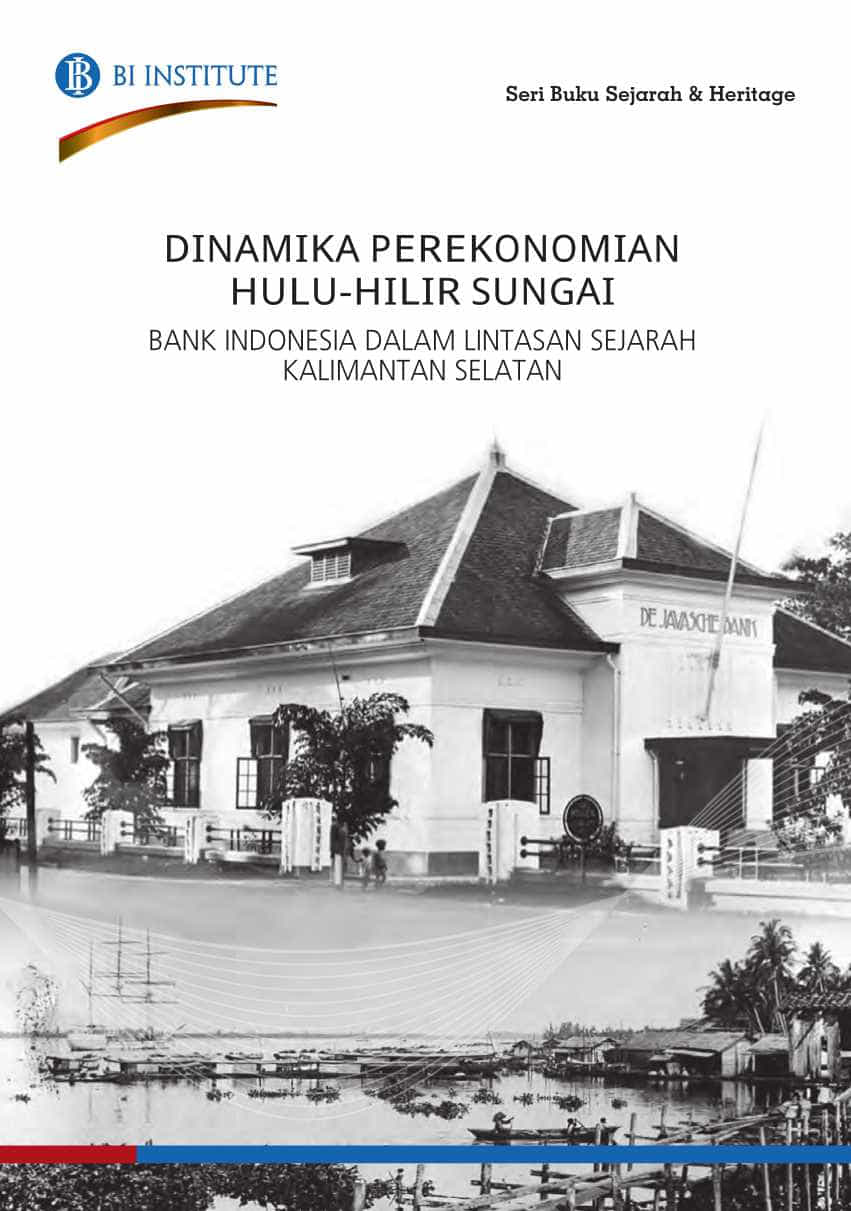 BI INSTITUTE
Seri Buku Sejarah & Heritage
DINAMIKA PEREKONOMIAN
HULU-HILIR SUNGAI
BANK INDONESIA DALAM LINTASAN SEJARAH
KALIMANTAN SELATAN
DE JAVASCHE BANK